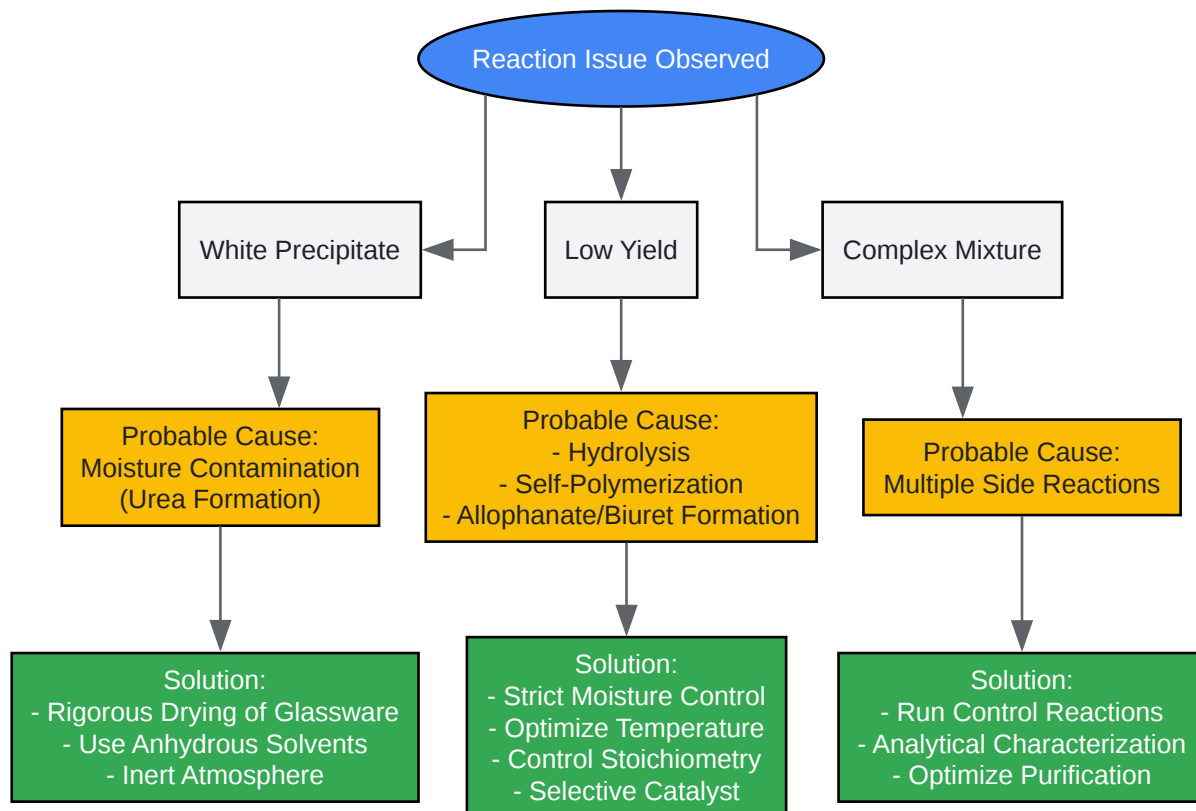 Reaction Issue Observed
White Precipitate
Low Yield
Complex Mixture
Probable Cause:
Moisture Contamination
(Urea Formation)
Probable Cause:
- Hydrolysis
- Self-Polymerization
- Allophanate/Biuret Formation
Probable Cause:
Multiple Side Reactions
Solution:
- Rigorous Drying of Glassware
- Use Anhydrous Solvents
- Inert Atmosphere
Solution:
- Strict Moisture Control
- Optimize Temperature
- Control Stoichiometry
- Selective Catalyst
Solution:
- Run Control Reactions
- Analytical Characterization
- Optimize Purification